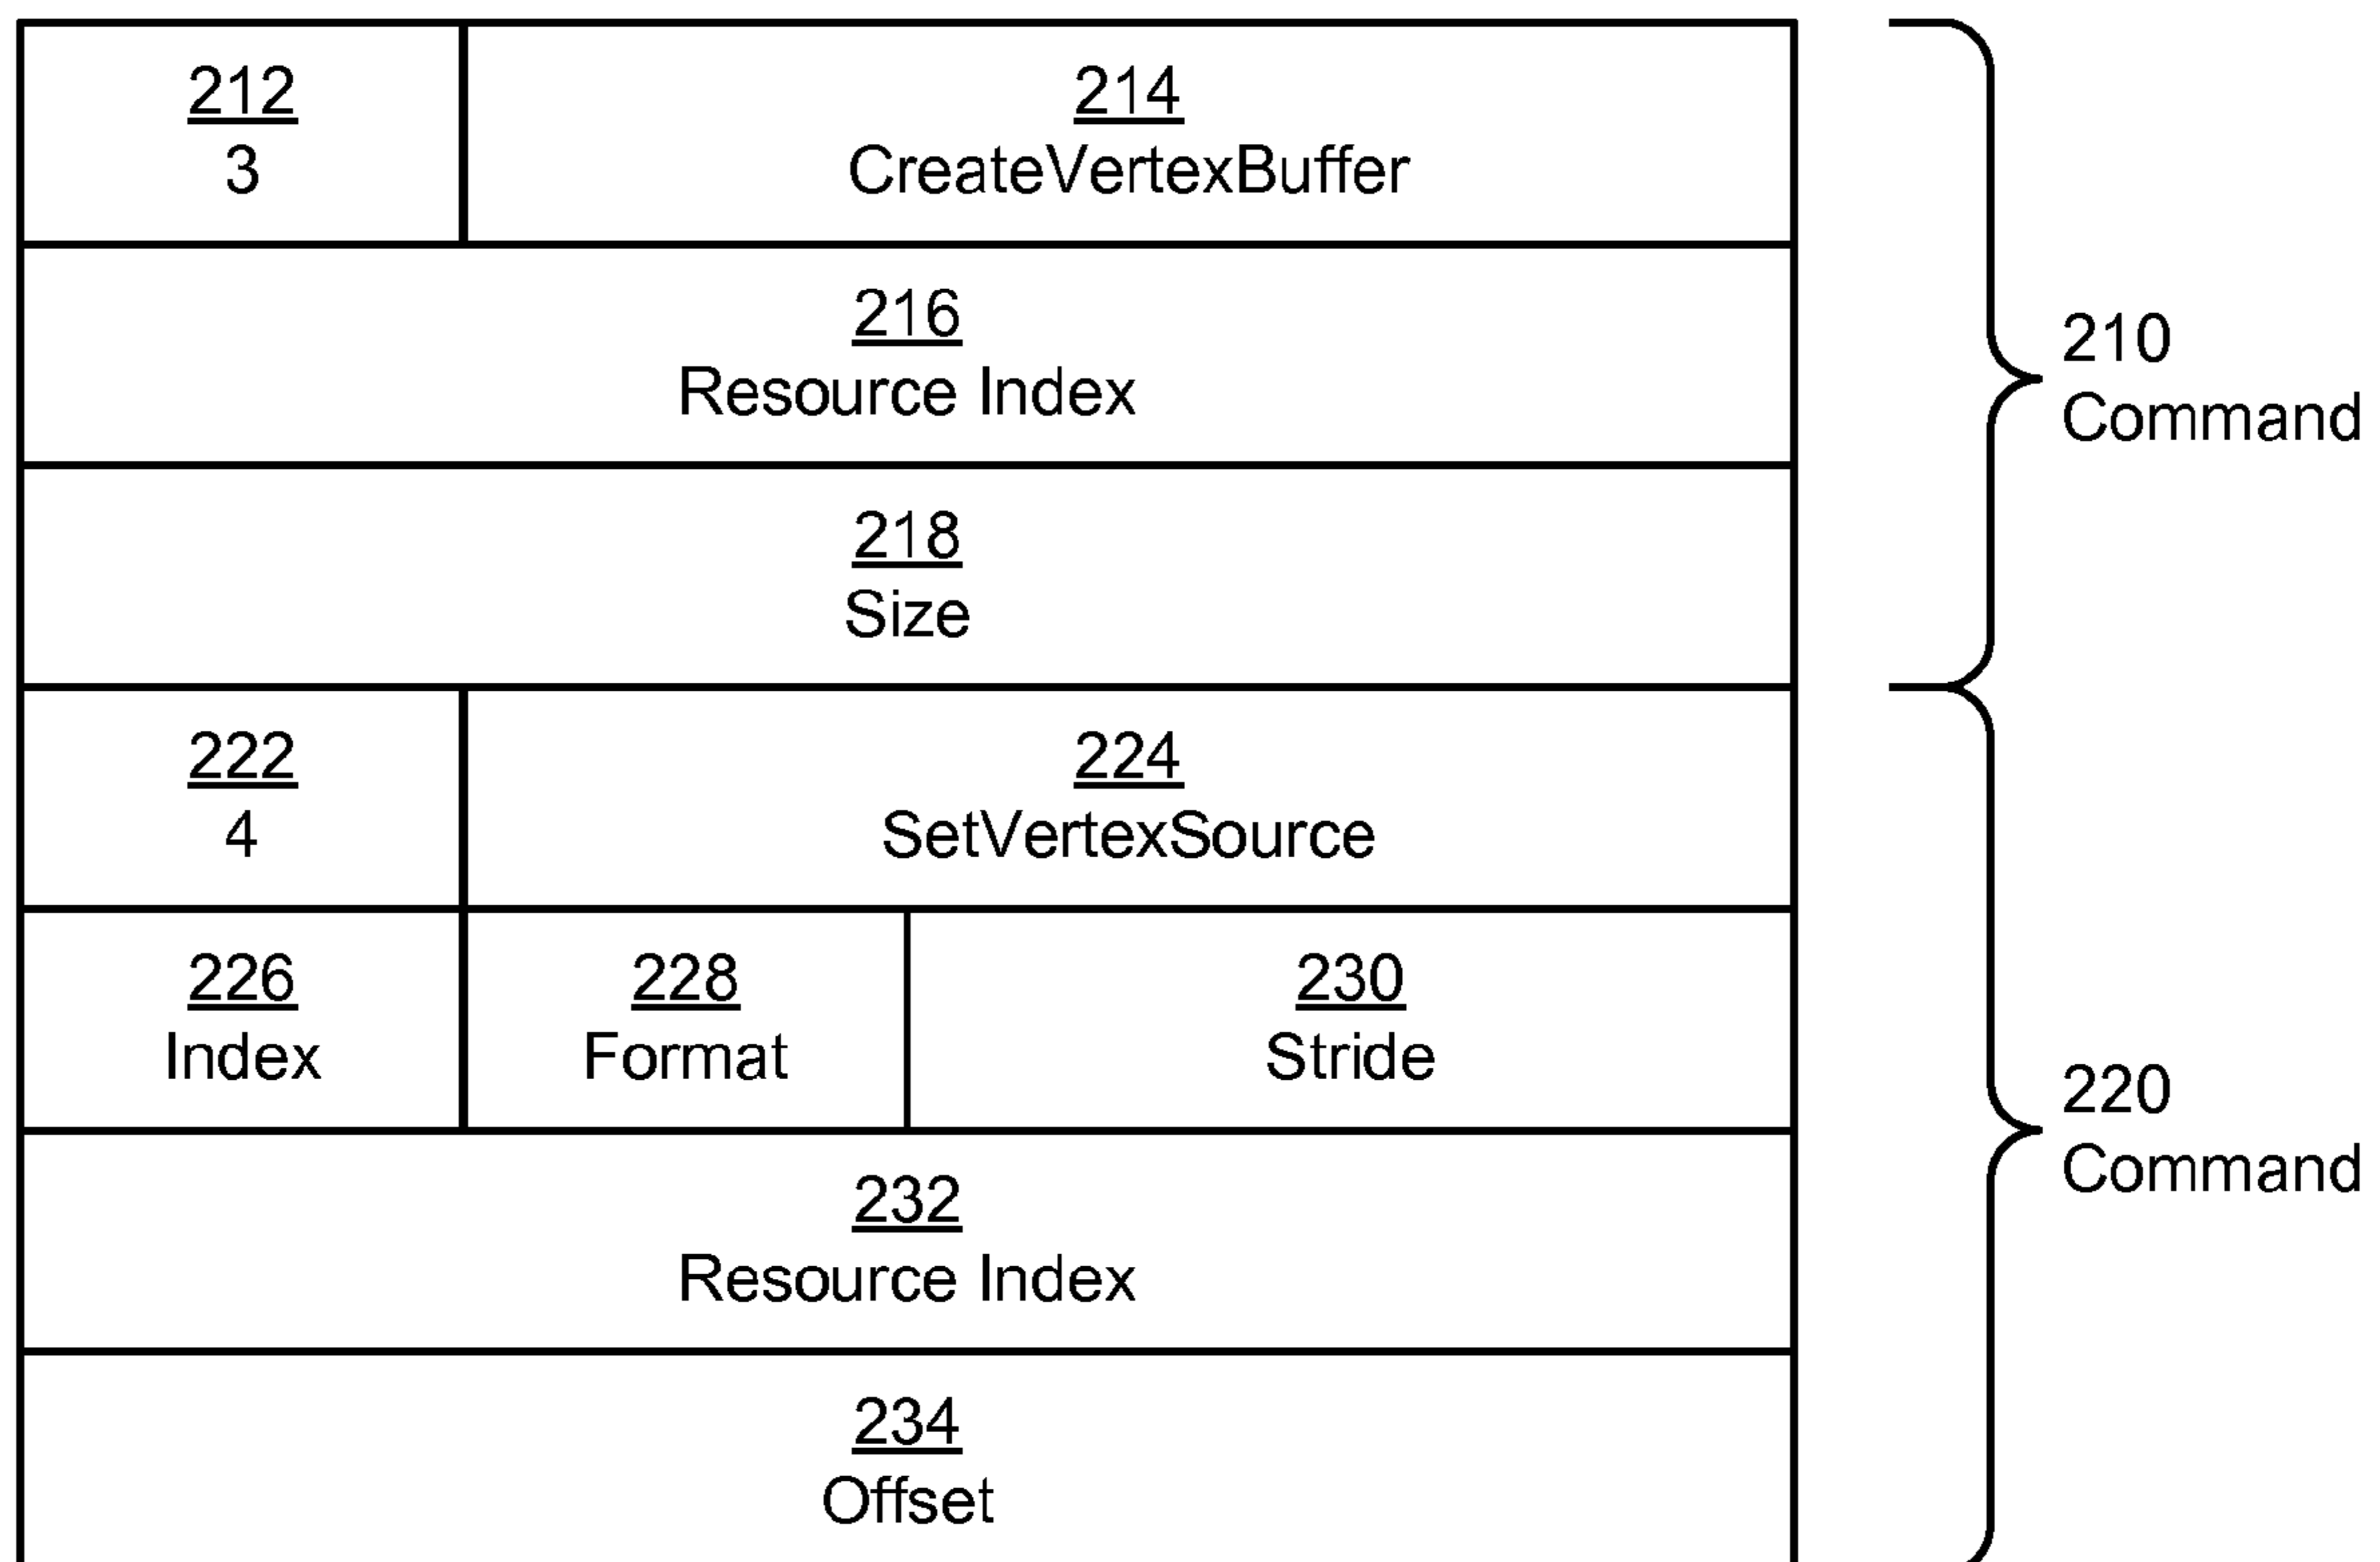 212
3
214
CreateVertexBuffer
216
Resource Index
218
Size
210
Command
222
4
224
SetVertexSource
226
Index
228
Format
230
Stride
232
Resource Index
234
Offset
220
Command